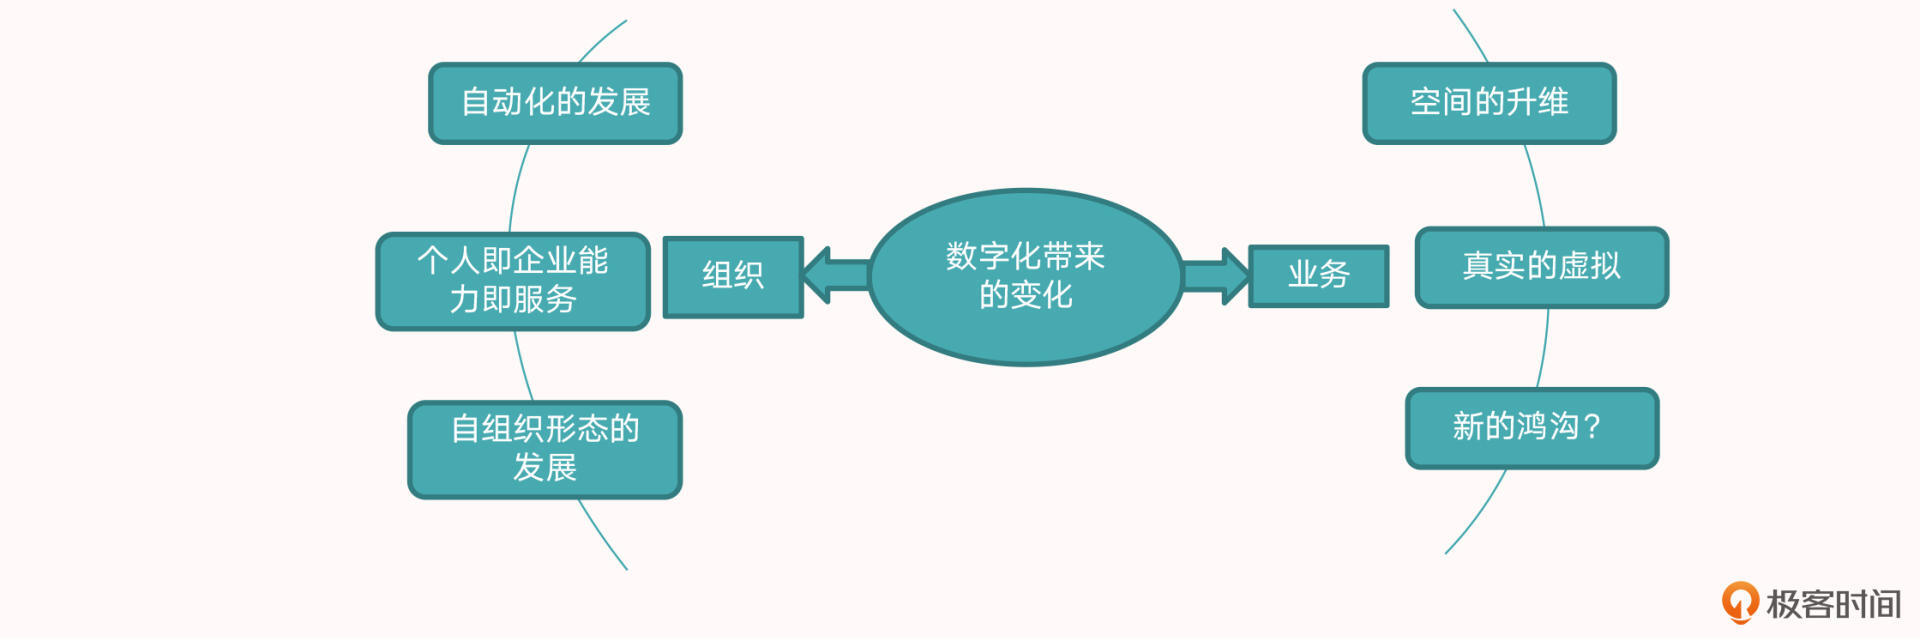 自动化的发展
个人即企业能
力即服务
自组织形态的
发展
组织
数字化带来
的变化
业务
空间的升维
真实的虚拟
新的鸿沟？
极客时间